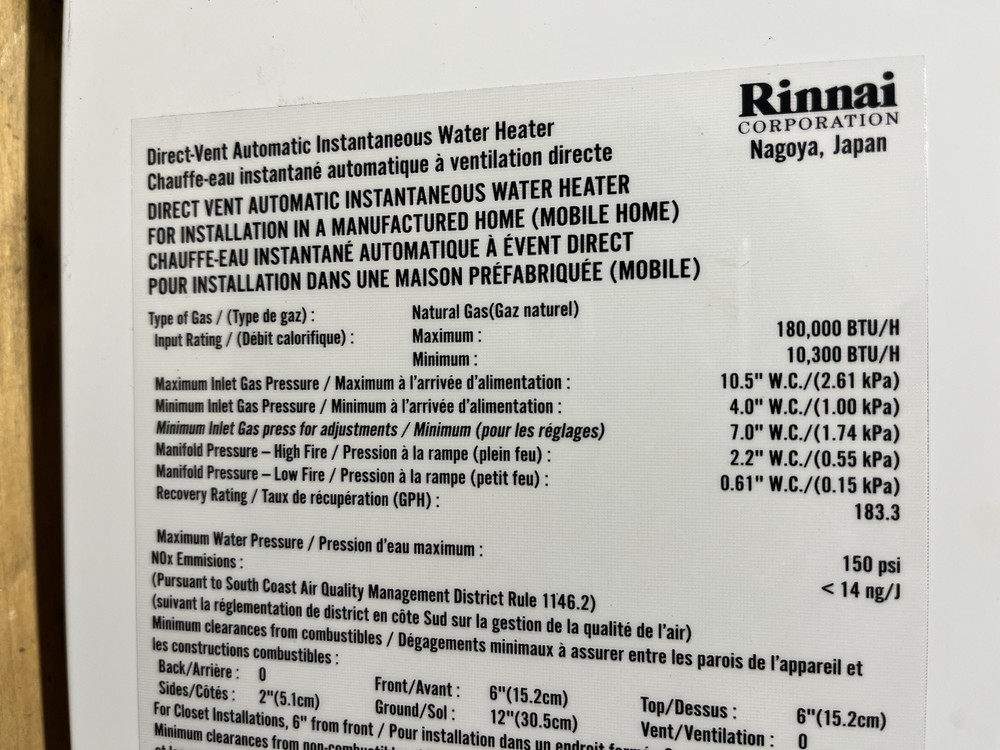 Rinnai
CORPORATION
Nagoya, Japan
Direct-Vent Automatic Instantaneous Water Heater
Chauffe-eau instantané automatique à ventilation directe
DIRECT VENT AUTOMATIC INSTANTANEOUS WATER HEATER
FOR INSTALLATION IN A MANUFACTURED HOME (MOBILE HOME)
CHAUFFE-EAU INSTANTANÉ AUTOMATIQUE À ÉVENT DIRECT
POUR INSTALLATION DANS UNE MAISON PRÉFABRIQUÉE (MOBILE)
Type of Gas / (Type de gaz) : Natural Gas(Gaz naturel)
Input Rating / (Débit calorifique) : Maximum : 180,000 BTU/H
Minimum : 10,300 BTU/H
Maximum Inlet Gas Pressure / Maximum à l'arrivée d'alimentation : 10.5" W.C./(2.61 kPa)
Minimum Inlet Gas Pressure / Minimum à l'arrivée d'alimentation : 4.0" W.C./(1.00 kPa)
Minimum Inlet Gas press for adjustments / Minimum (pour les réglages) 7.0" W.C./(1.74 kPa)
Manifold Pressure – High Fire / Pression à la rampe (plein feu) : 2.2" W.C./(0.55 kPa)
Manifold Pressure – Low Fire / Pression à la rampe (petit feu) : 0.61" W.C./(0.15 kPa)
Recovery Rating / Taux de récupération (GPH) : 183.3
Maximum Water Pressure / Pression d'eau maximum : 150 psi
NOx Emmisions : < 14 ng/J
(Pursuant to South Coast Air Quality Management District Rule 1146.2)
(suivant la réglementation de district en côte Sud sur la gestion de la qualité de l'air)
Minimum clearances from combustibles / Dégagements minimaux à assurer entre les parois de l'appareil et
les constructions combustibles :
Back/Arrière : 0 Front/Avant : 6"(15.2cm) Top/Dessus : 6"(15.2cm)
Sides/Côtés : 2"(5.1cm) Ground/Sol : 12"(30.5cm) Vent/Ventilation : 0
For Closet Installations, 6" from front / Pour installation dans un endroit
Minimum clearances from